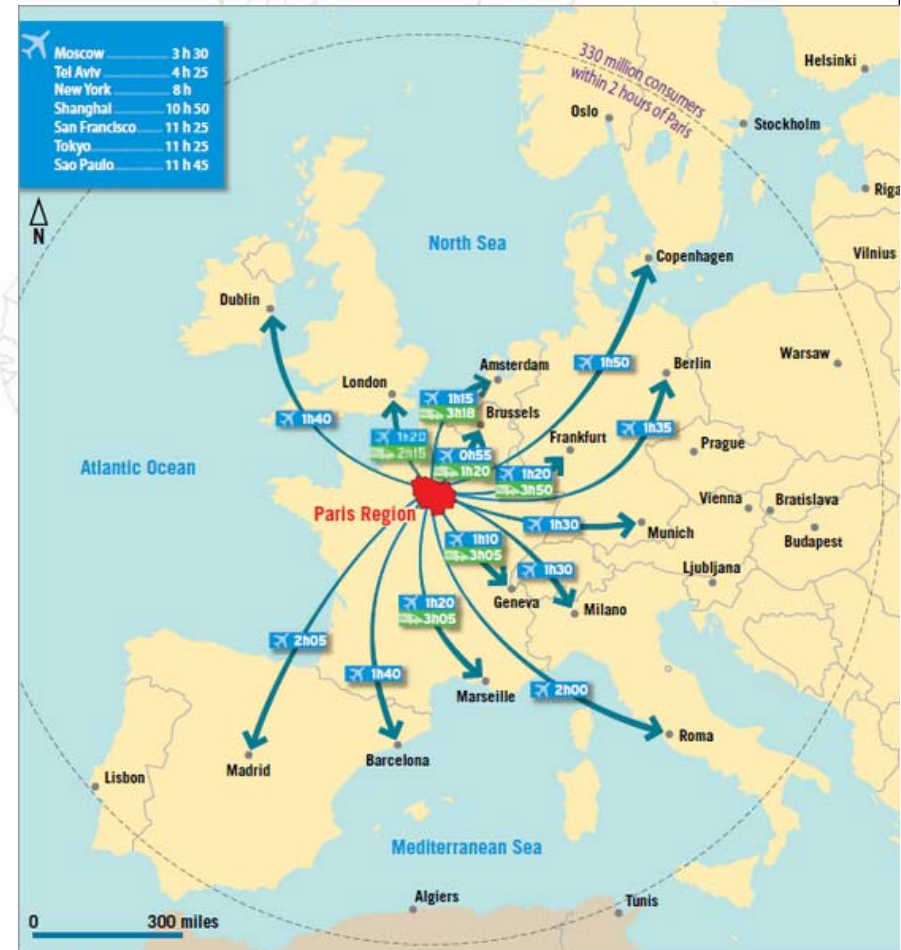 Moscow 3 h 30
Tel Aviv 4 h 25
New York 8 h
Shanghai 10 h 50
San Francisco 11 h 25
Tokyo 11 h 25
Sao Paulo 11 h 45
N
330 million consumers
within 2 hours of Paris
Helsinki
Oslo
Stockholm
Riga
North Sea
Vilnius
Copenhagen
Dublin
Warsaw
Amsterdam
1h50
Berlin
London
1h15
3h18
Brussels
1h40
1h35
1h20
2h15
Frankfurt
Prague
0h55
1h20
Atlantic Ocean
1h20
3h50
Vienna
Bratislava
Paris Region
1h30
Munich
Budapest
1h10
3h05
1h30
Ljubljana
Geneva
Milano
1h20
3h05
2h05
1h40
Marseille
2h00
Roma
Madrid
Barcelona
Lisbon
Mediterranean Sea
Algiers
Tunis
0 300 miles